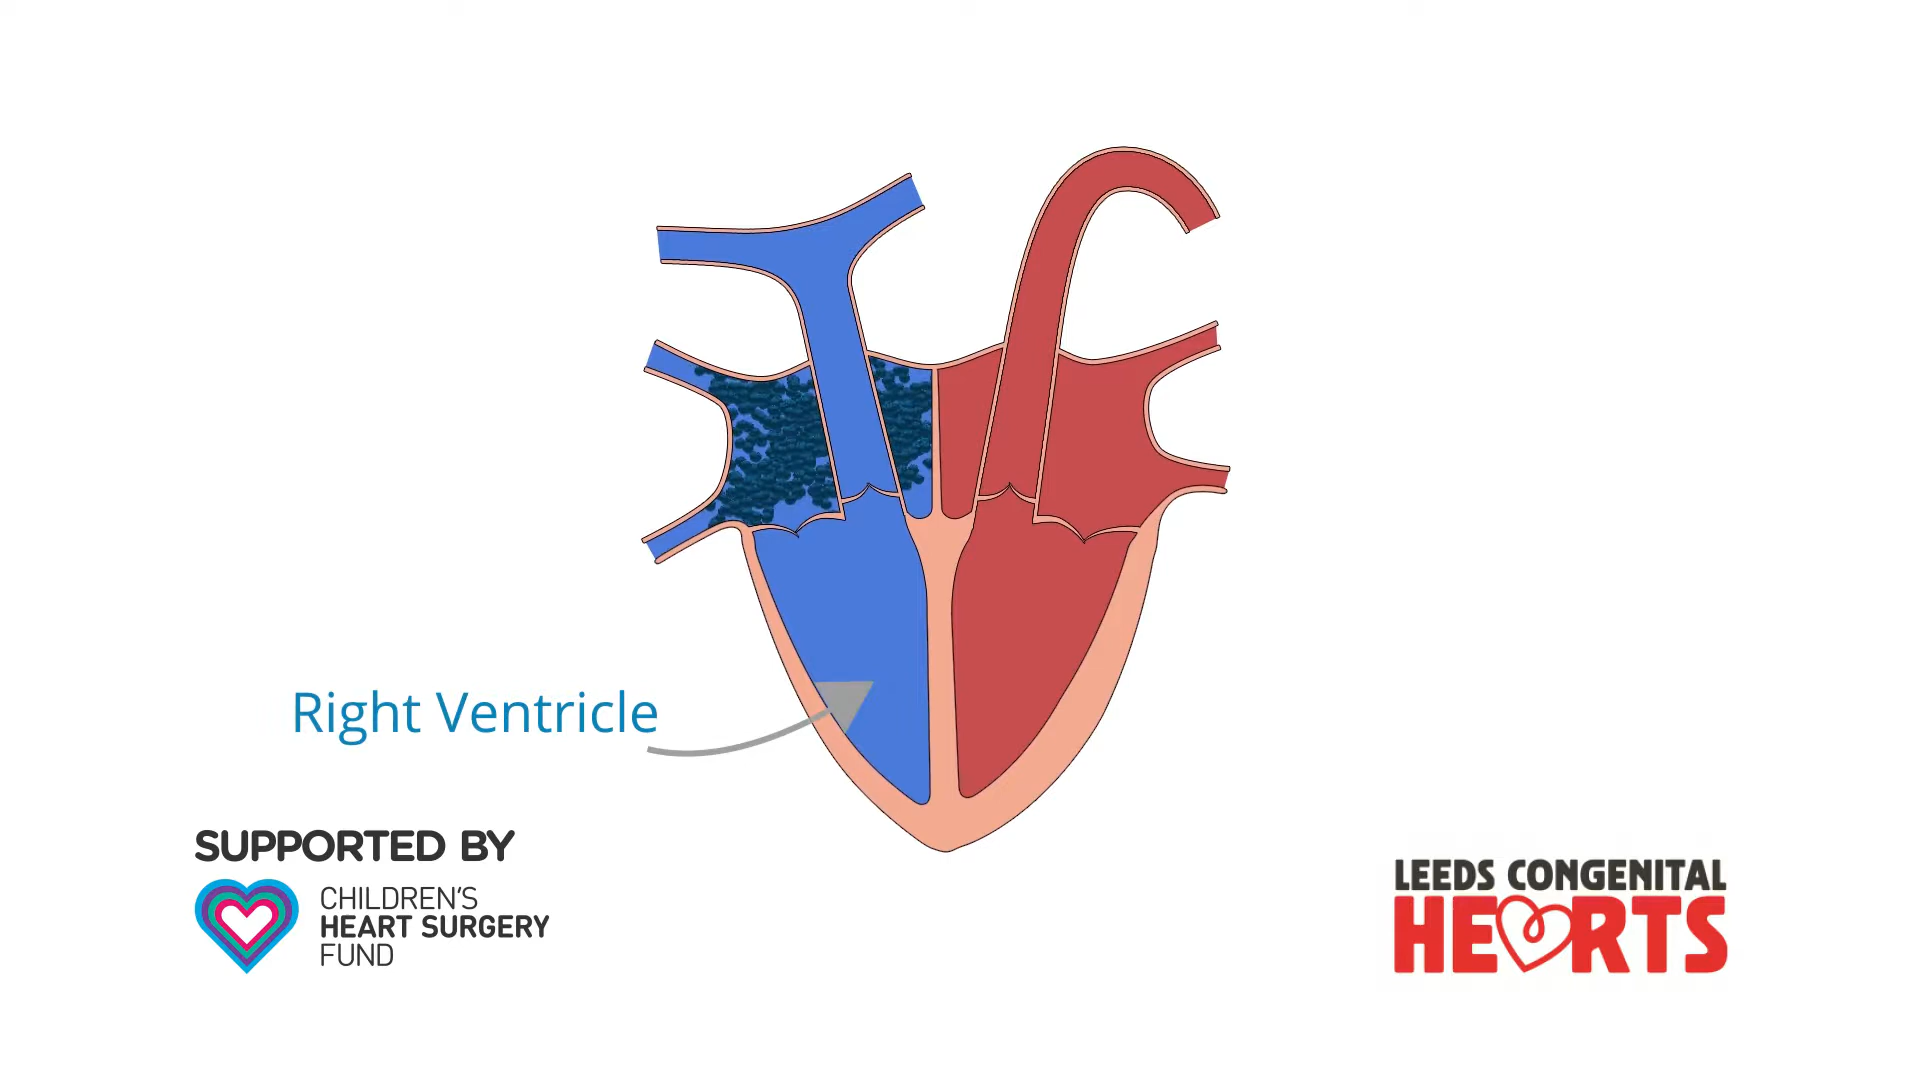 Right Ventricle
SUPPORTED BY
CHILDREN'S
HEART SURGERY
FUND
LEEDS CONGENITAL
HEARTS